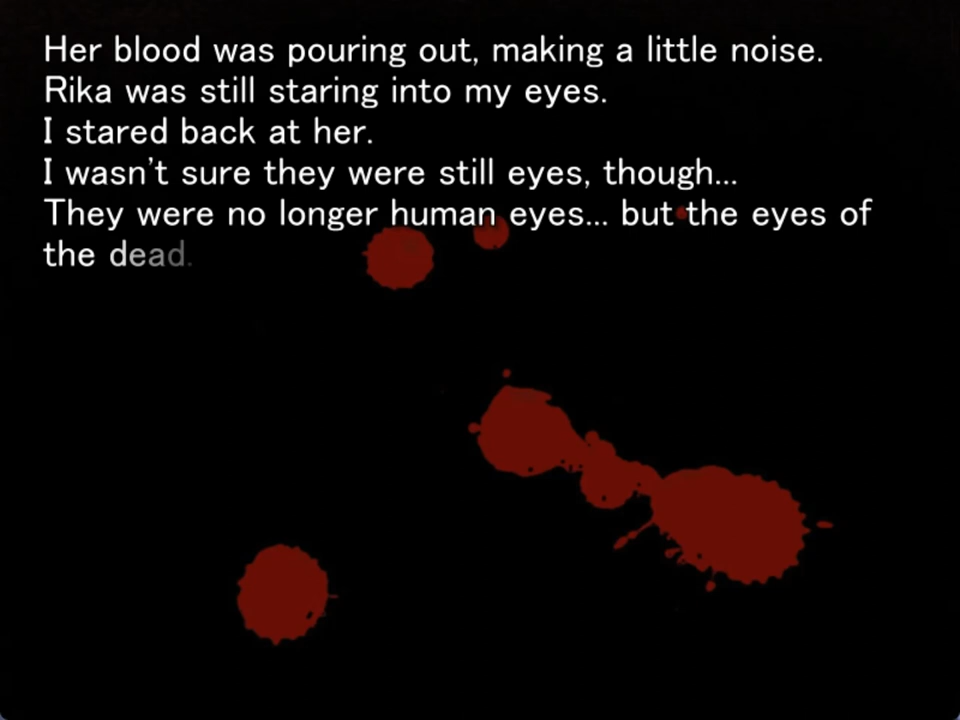 Her blood was pouring out, making a little noise.
Rika was still staring into my eyes.
I stared back at her.
I wasn't sure they were still eyes, though...
They were no longer human eyes... but the eyes of
the dead.